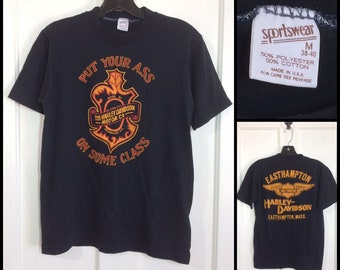 PUT YOUR ASS
THE HARLEY DAVIDSON
MOTOR CO.
ON SOME CLASS
sportswear
M
38-40
50% POLYESTER
50% COTTON
MADE IN U.S.A.
FOR CARE SEE REVERSE
EASTHAMPTON
HARLEY-
DAVIDSON
EASTHAMPTON, MASS.